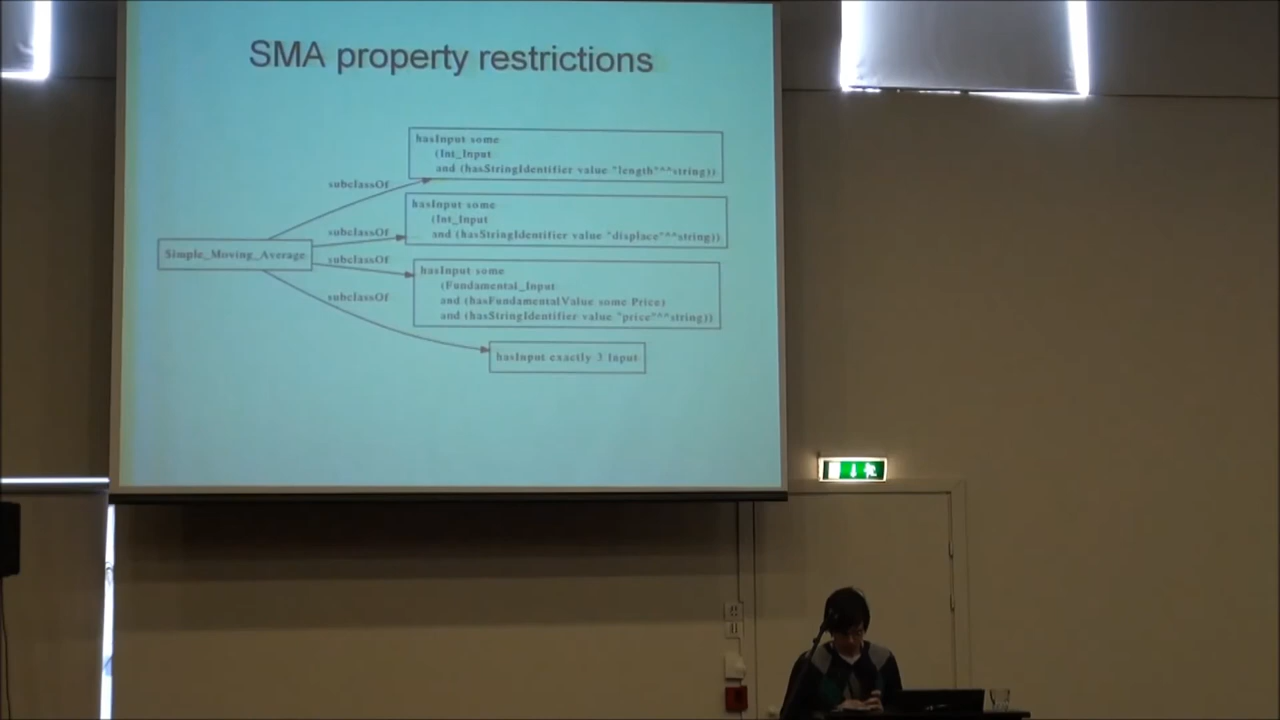 SMA property restrictions
hasInput some
(Int_Input
and (hasStringIdentifier value "length"^^string))
subclassOf
hasInput some
(Int_Input
and (hasStringIdentifier value "displace"^^string))
subclassOf
Simple_Moving_Average
subclassOf
hasInput some
(Fundamental_Input
and (hasFundamentalValue some Price)
and (hasStringIdentifier value "price"^^string))
subclassOf
hasInput exactly 3 Input